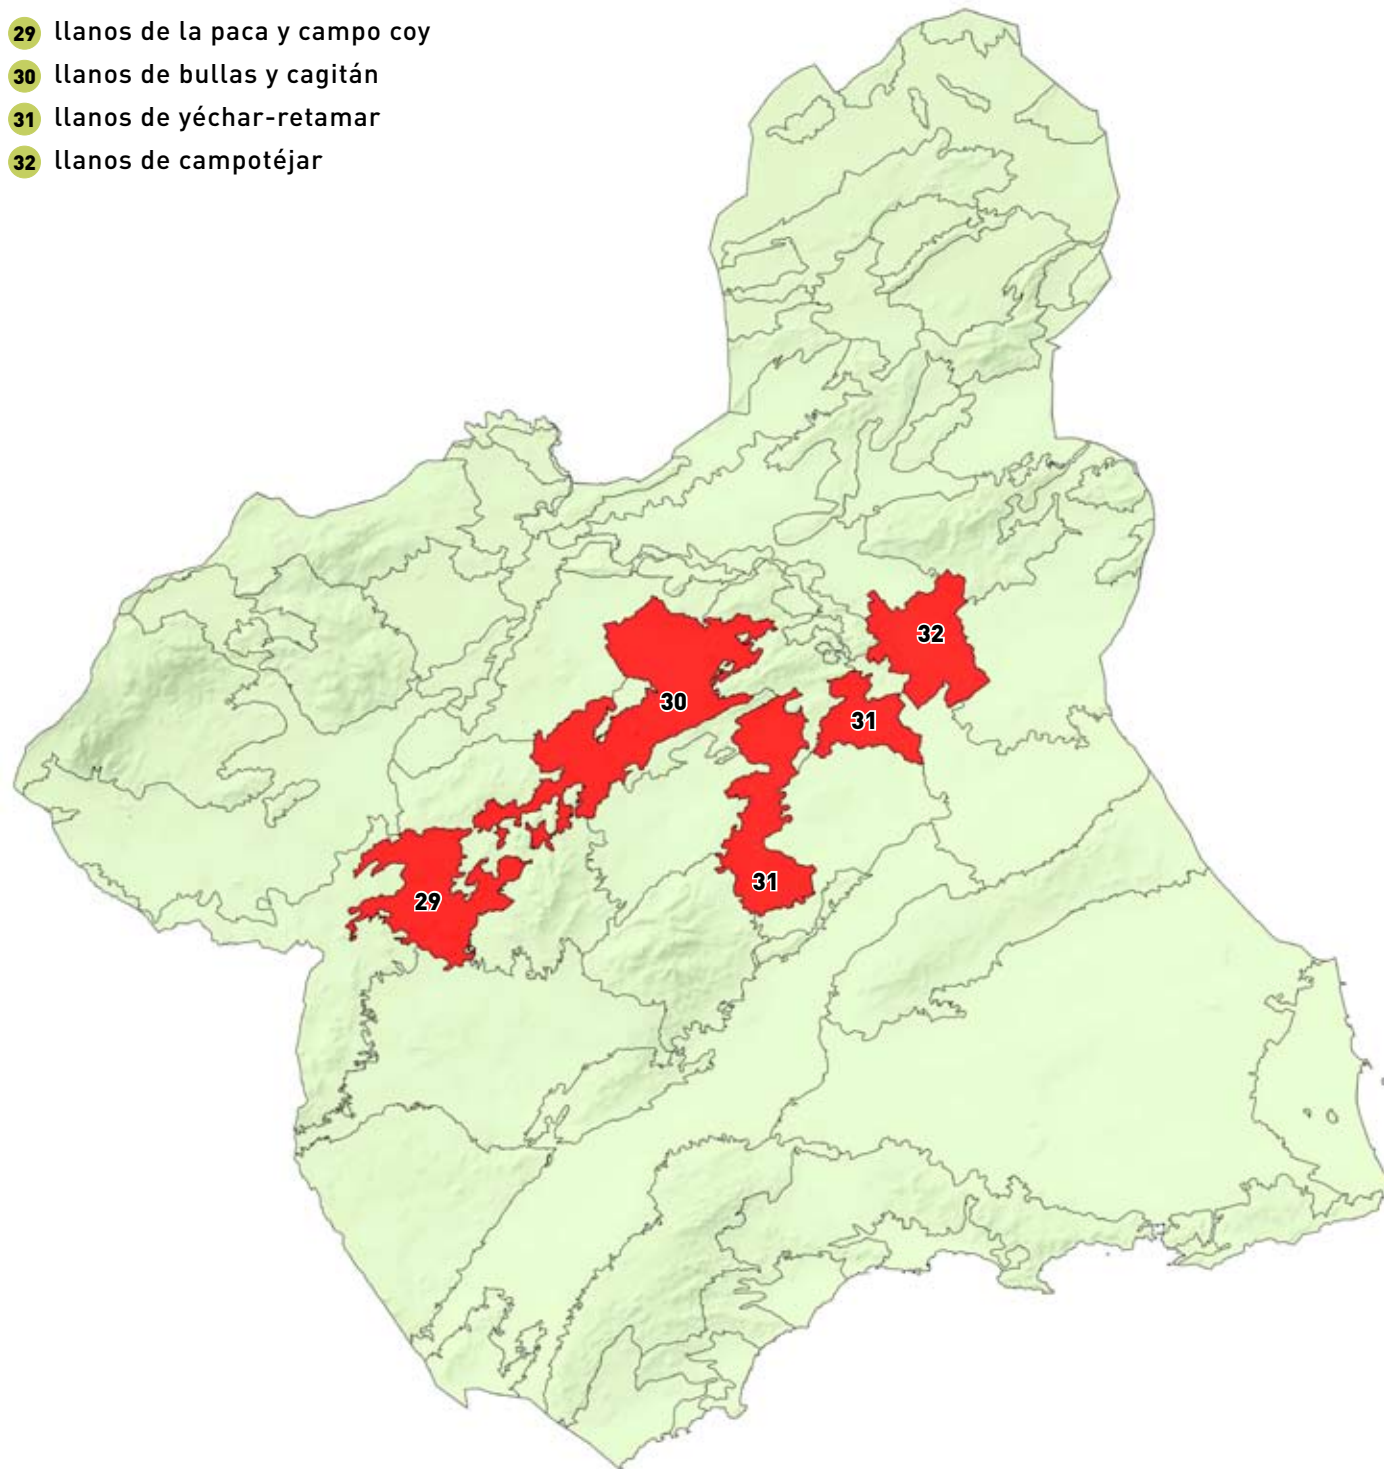 29 llanos de la paca y campo coy
30 llanos de bullas y cagitán
31 llanos de yéchar-retamar
32 llanos de campotéjar
32
30
31
31
29